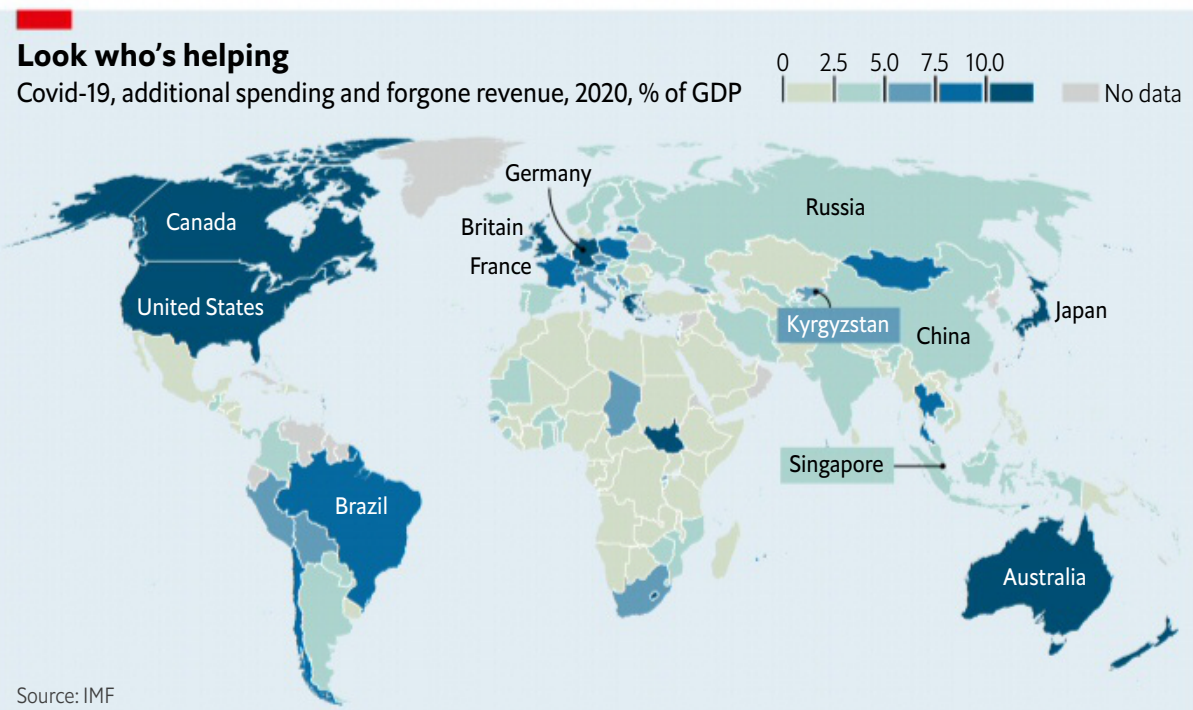 Look who's helping
Covid-19, additional spending and forgone revenue, 2020, % of GDP
0 2.5 5.0 7.5 10.0
No data
Germany
Canada
Britain
Russia
France
United States
Japan
Kyrgyzstan
China
Singapore
Brazil
Australia
Source: IMF